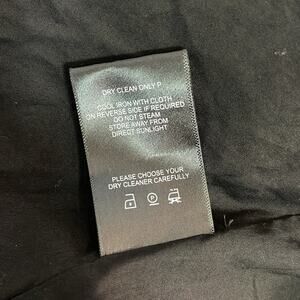 DRY CLEAN ONLY P
COOL IRON WITH CLOTH
ON REVERSE SIDE IF REQUIRED
DO NOT STEAM
STORE AWAY FROM
DIRECT SUNLIGHT
PLEASE CHOOSE YOUR
DRY CLEANER CAREFULLY
P